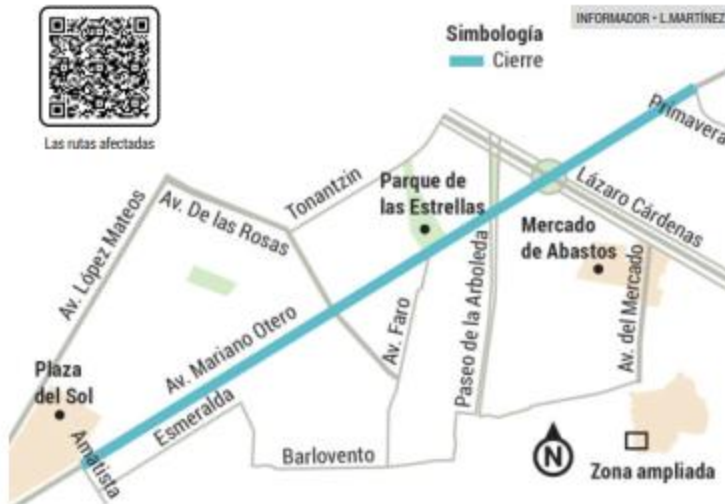 INFORMADOR • L.MARTÍNEZ
Simbología
Cierre
Las rutas afectadas
Primavera
Tonantzin
Parque de
las Estrellas
Lázaro Cárdenas
Av. López Mateos
Av. De las Rosas
Mercado
de Abastos
Paseo de la Arboleda
Av. del Mercado
Av. Mariano Otero
Av. Faro
Plaza
del Sol
Esmeralda
Amatista
Barlovento
N
Zona ampliada